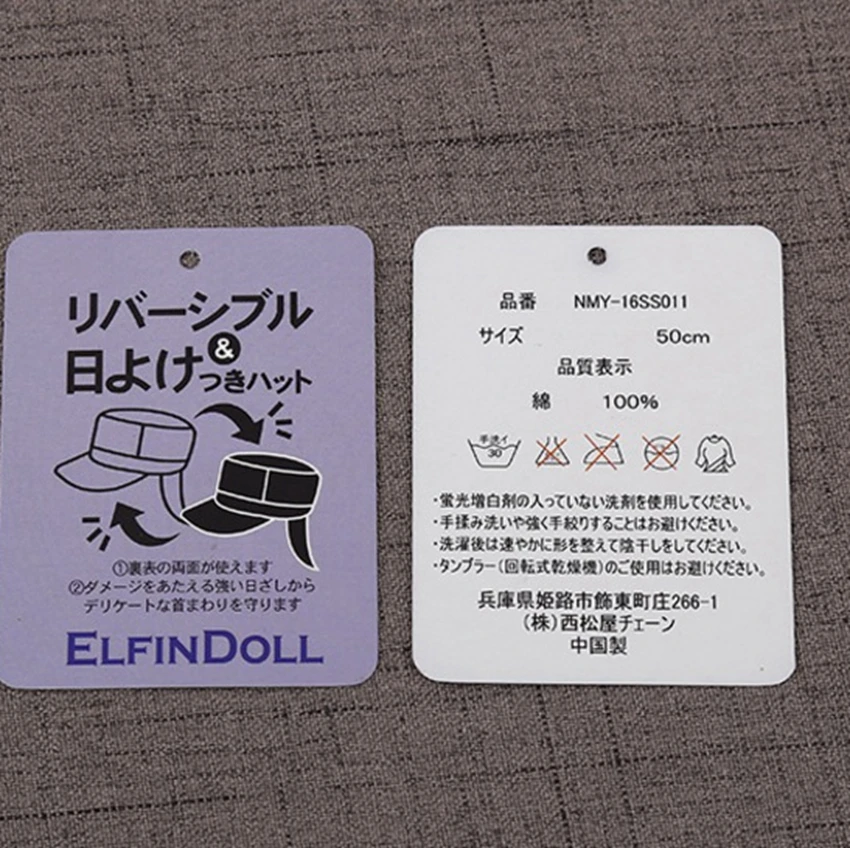 リバーシブル
&
日よけつきハット
①裏表の両面が使えます
②ダメージをあたえる強い日ざしから
デリケートな首まわりを守ります
ELFINDOLL
品番 NMY-16SS011
サイズ 50cm
品質表示
綿 100%
手洗イ
30
・蛍光増白剤の入っていない洗剤を使用してください。
・手揉み洗いや強く手絞りすることはお避けください。
・洗濯後は速やかに形を整えて陰干しをしてください。
・タンブラー(回転式乾燥機)のご使用はお避けください。
兵庫県姫路市飾東町庄266-1
(株)西松屋チェーン
中国製